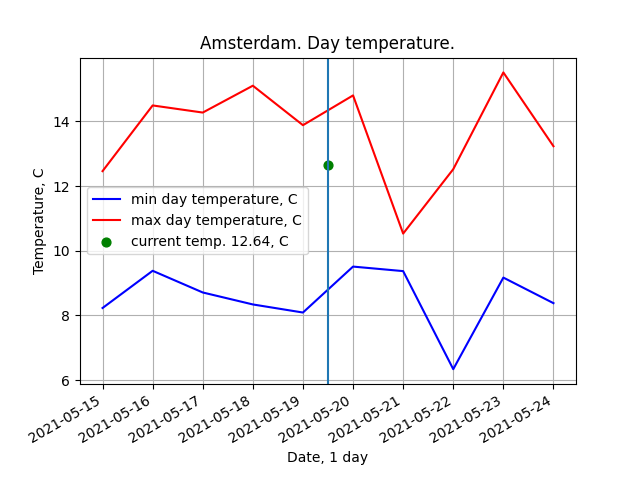 Amsterdam. Day temperature.
Temperature, C
14
12
10
8
6
min day temperature, C
max day temperature, C
current temp. 12.64, C
2021-05-15
2021-05-16
2021-05-17
2021-05-18
2021-05-19
2021-05-20
2021-05-21
2021-05-22
2021-05-23
2021-05-24
Date, 1 day